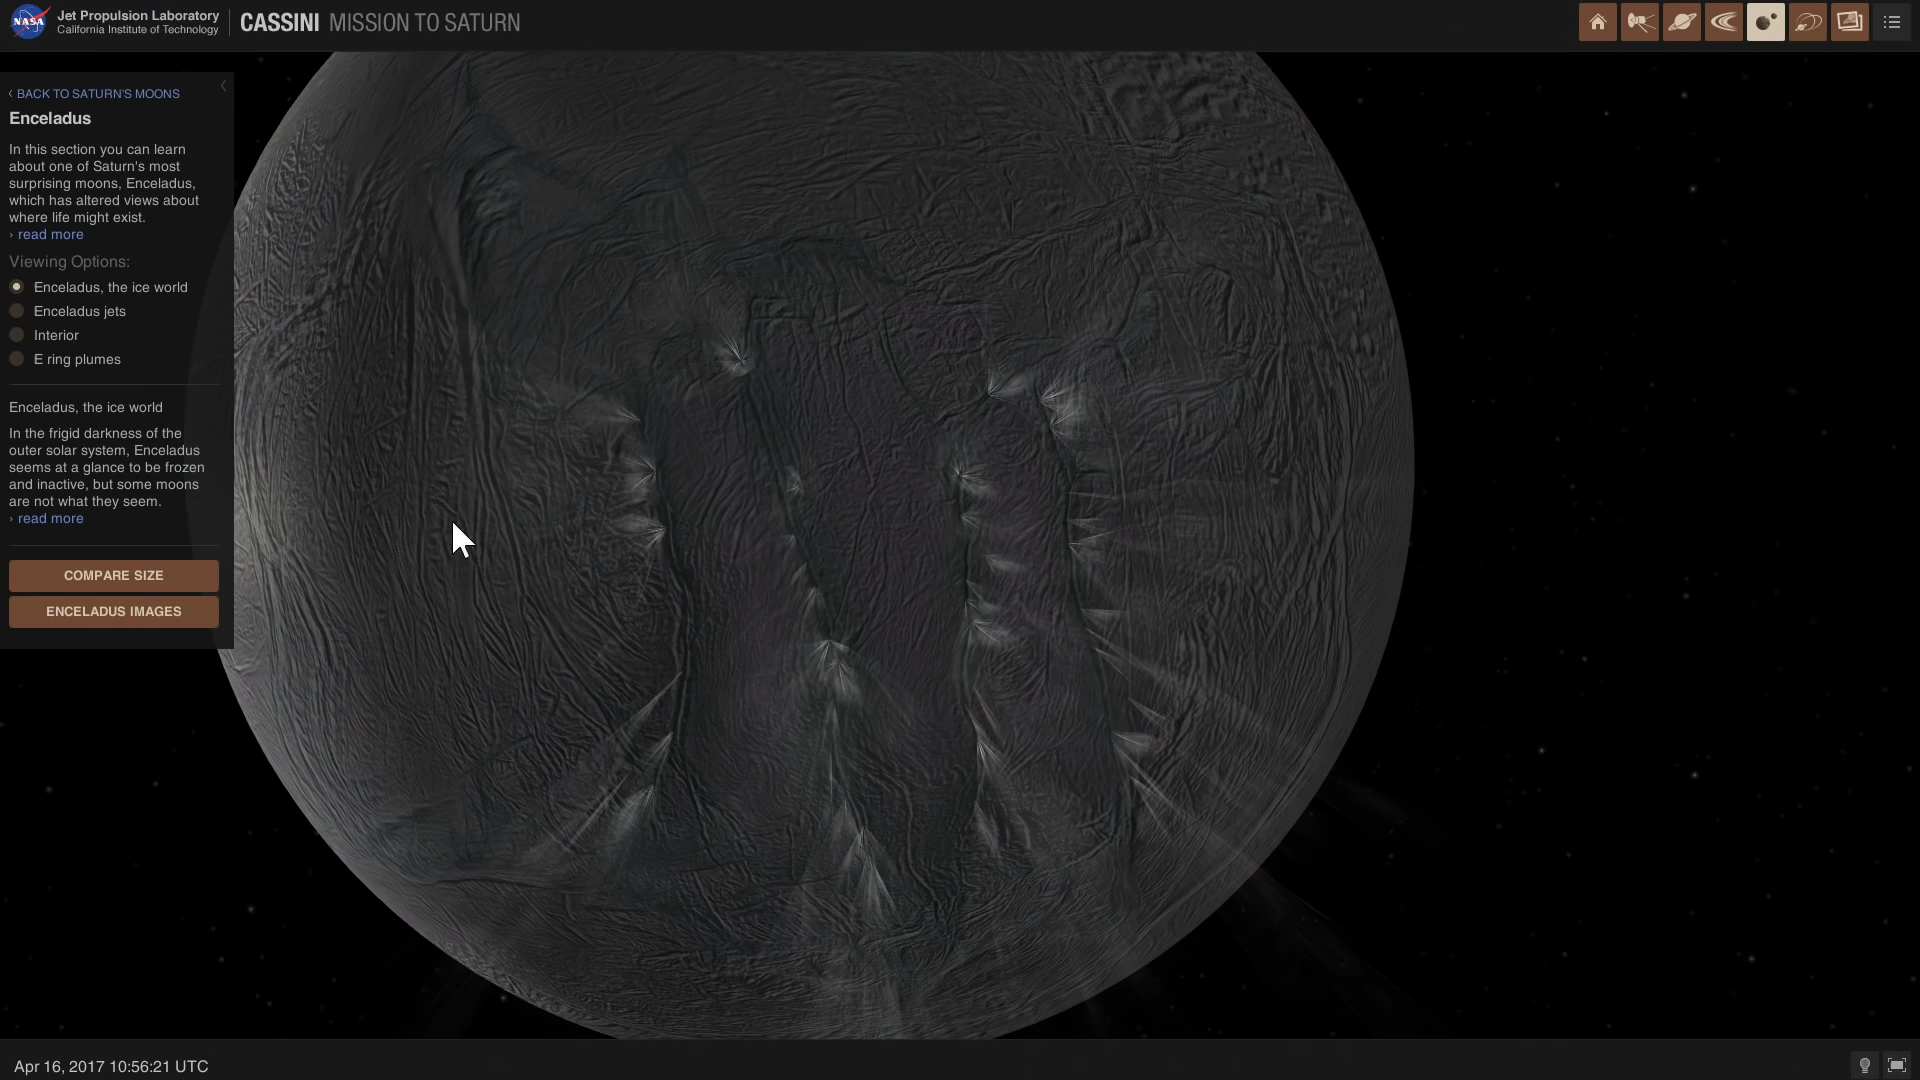 NASA
Jet Propulsion Laboratory
California Institute of Technology
CASSINI MISSION TO SATURN
‹ BACK TO SATURN'S MOONS
Enceladus
In this section you can learn
about one of Saturn's most
surprising moons, Enceladus,
which has altered views about
where life might exist.
› read more
Viewing Options:
Enceladus, the ice world
Enceladus jets
Interior
E ring plumes
Enceladus, the ice world
In the frigid darkness of the
outer solar system, Enceladus
seems at a glance to be frozen
and inactive, but some moons
are not what they seem.
› read more
COMPARE SIZE
ENCELADUS IMAGES
Apr 16, 2017 10:56:21 UTC